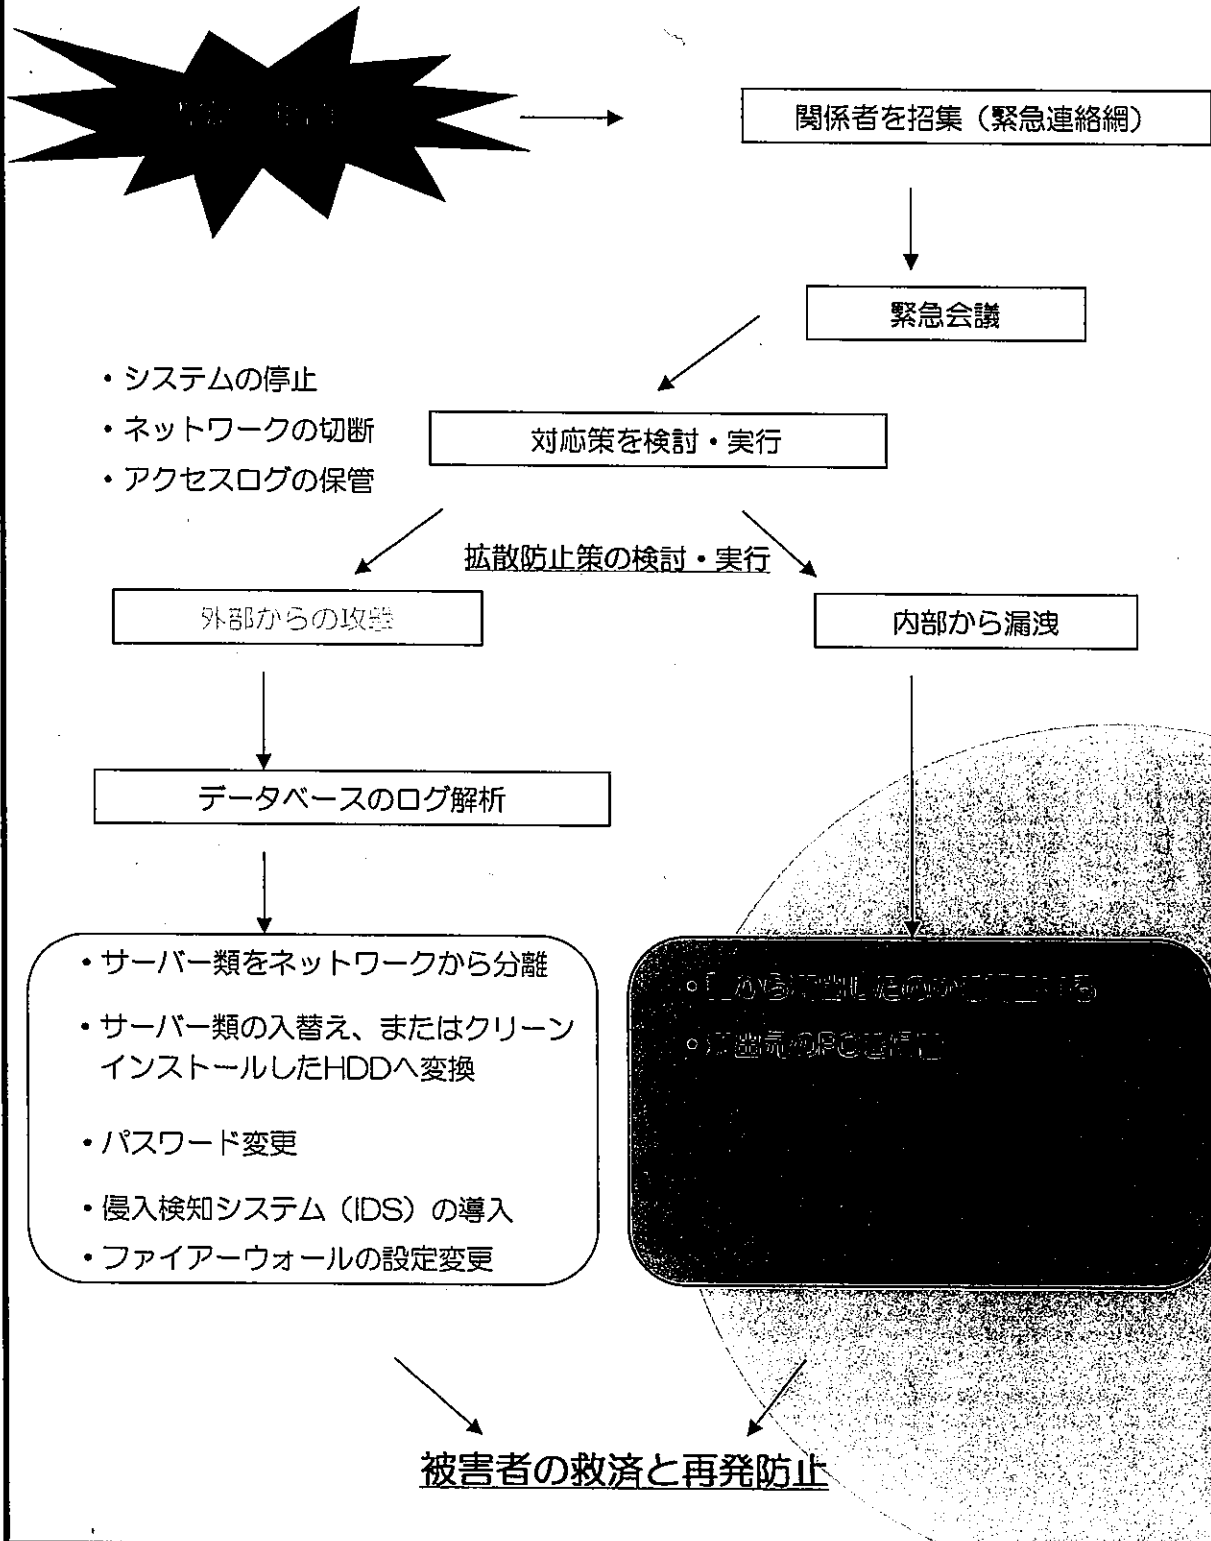 関係者を招集（緊急連絡網）
緊急会議
・システムの停止
・ネットワークの切断
・アクセスログの保管
対応策を検討・実行
拡散防止策の検討・実行
外部からの攻撃
内部から漏洩
データベースのログ解析
・サーバー類をネットワークから分離
・サーバー類の入替え、またはクリーン
インストールしたHDDへ変換
・パスワード変更
・侵入検知システム（IDS）の導入
・ファイアーウォールの設定変更
被害者の救済と再発防止